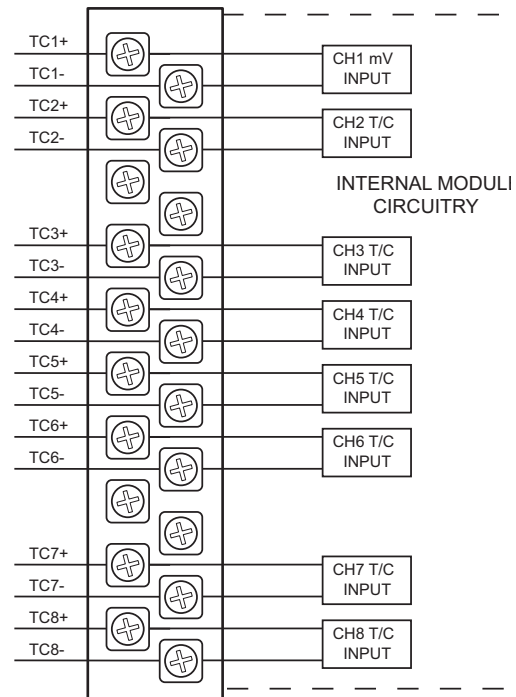 TC1+
TC1-
TC2+
TC2-
TC3+
TC3-
TC4+
TC4-
TC5+
TC5-
TC6+
TC6-
TC7+
TC7-
TC8+
TC8-
CH1 mV
INPUT
CH2 T/C
INPUT
INTERNAL MODULE
CIRCUITRY
CH3 T/C
INPUT
CH4 T/C
INPUT
CH5 T/C
INPUT
CH6 T/C
INPUT
CH7 T/C
INPUT
CH8 T/C
INPUT